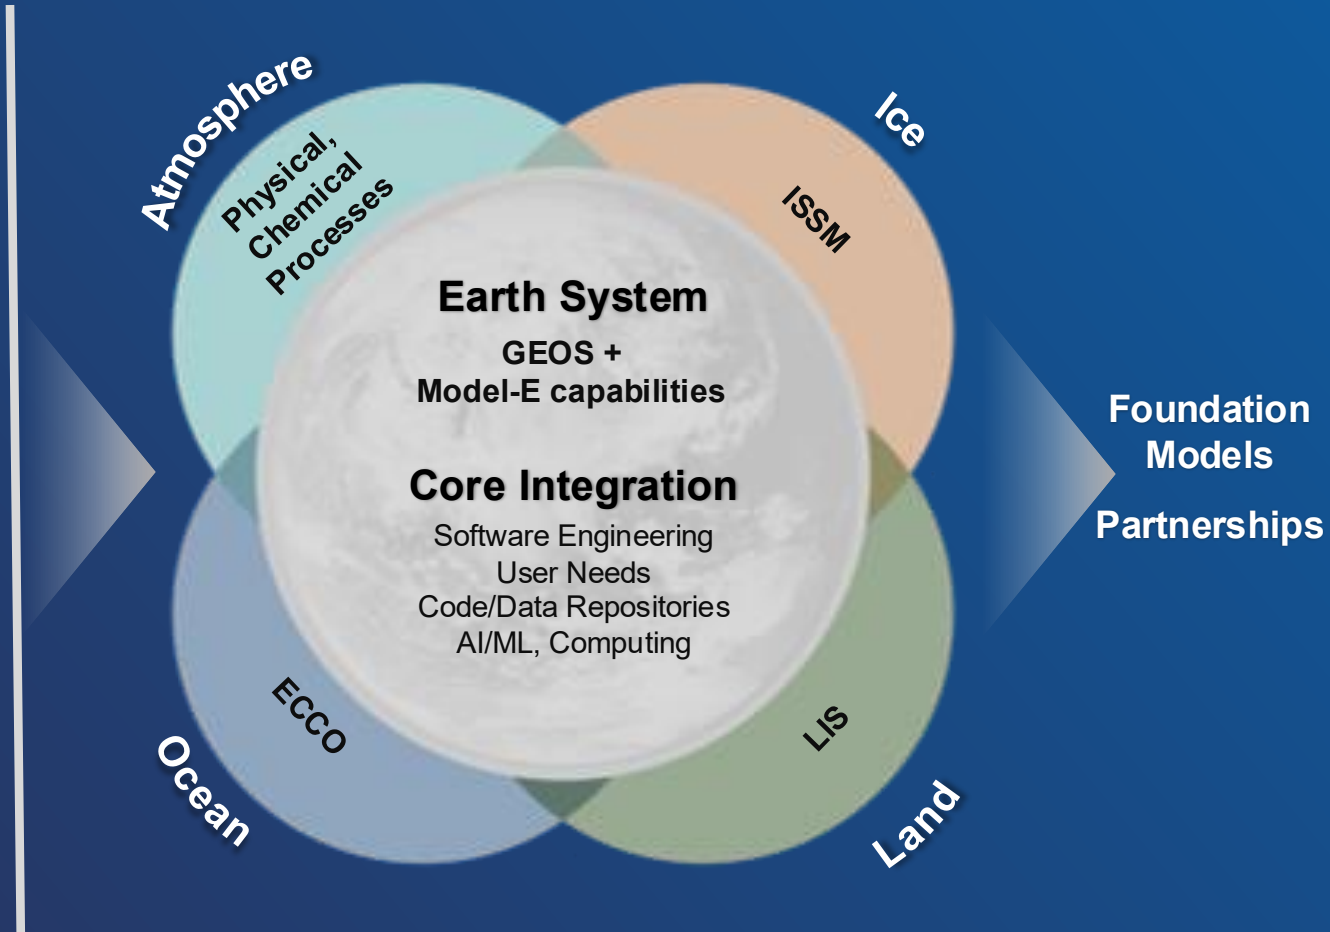 Atmosphere
Physical,
Chemical
Processes
Ice
ISSM
Earth System
GEOS +
Model-E capabilities
Core Integration
Software Engineering
User Needs
Code/Data Repositories
AI/ML, Computing
ECCO
Ocean
LIS
Land
Foundation
Models
Partnerships